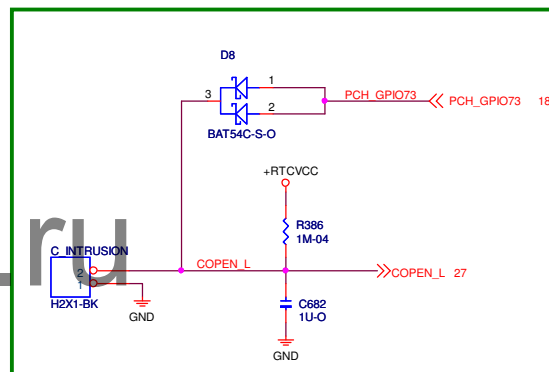 D8
3
1
2
BAT54C-S-O
PCH_GPIO73
PCH_GPIO73 18
+RTCVCC
R386
1M-04
C_INTRUSION
2
1
H2X1-BK
COPEN_L
COPEN_L 27
GND
C682
1U-O
GND
.ru